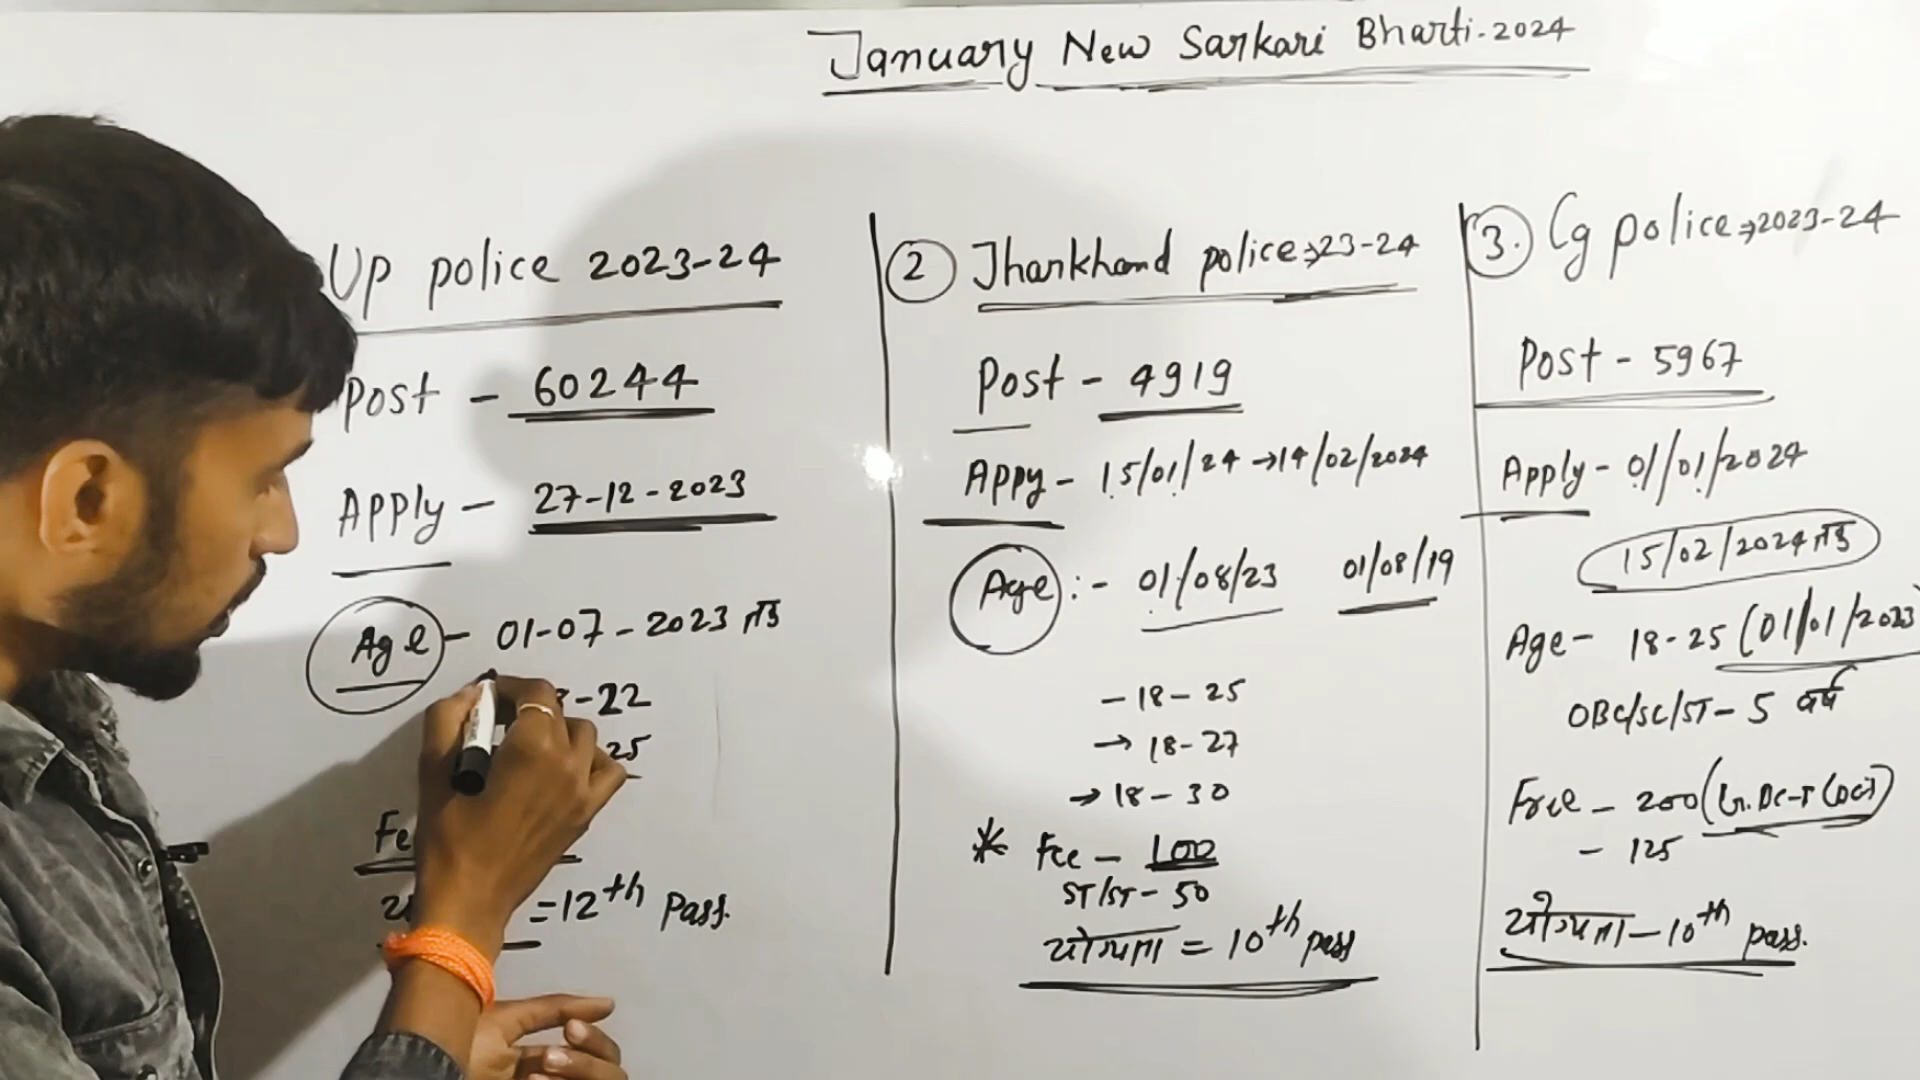 January New Sarkari Bharti-2024
Up police 2023-24
Post - 60244
Apply - 27-12-2023
Age - 01-07-2023 तक
-22
25
Fe
=12th pass.
2 Jharkhand police⇒23-24
Post - 4919
Appy - 15/01/24 →14/02/2024
Age :- 01/08/23 01/08/19
- 18 - 25
→ 18 - 27
→ 18 - 30
* Fee - 100
ST/ST - 50
योग्यता = 10th pass
3. Cg police⇒2023-24
Post - 5967
Apply - 01/01/2024
15/02/2024 तक
Age - 18-25 (01/01/2023)
OBC/SC/ST - 5 वर्ष
Free - 200
- 125
योग्यता - 10th pass.